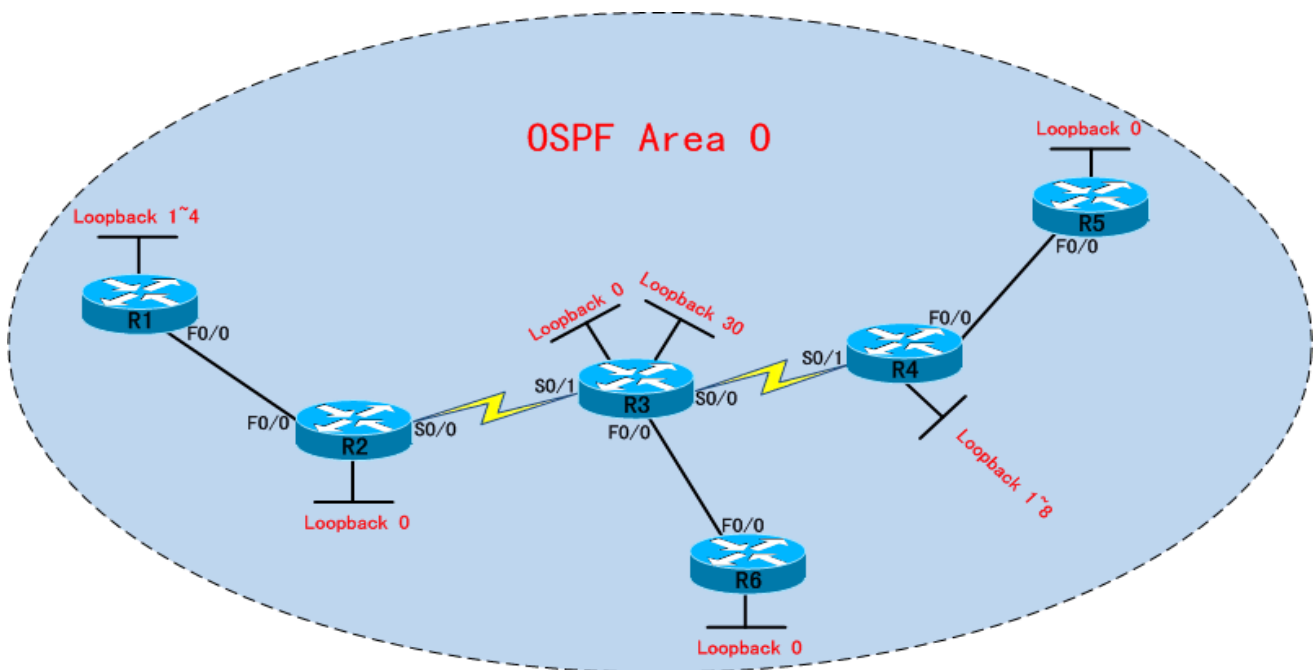 OSPF Area 0
Loopback 0
R5
F0/0
Loopback 1~4
R1
F0/0
Loopback 0
Loopback 30
F0/0
R4
S0/1
S0/1
R3
S0/0
F0/0
F0/0
R2
S0/0
Loopback 0
Loopback 1~8
F0/0
R6
Loopback 0